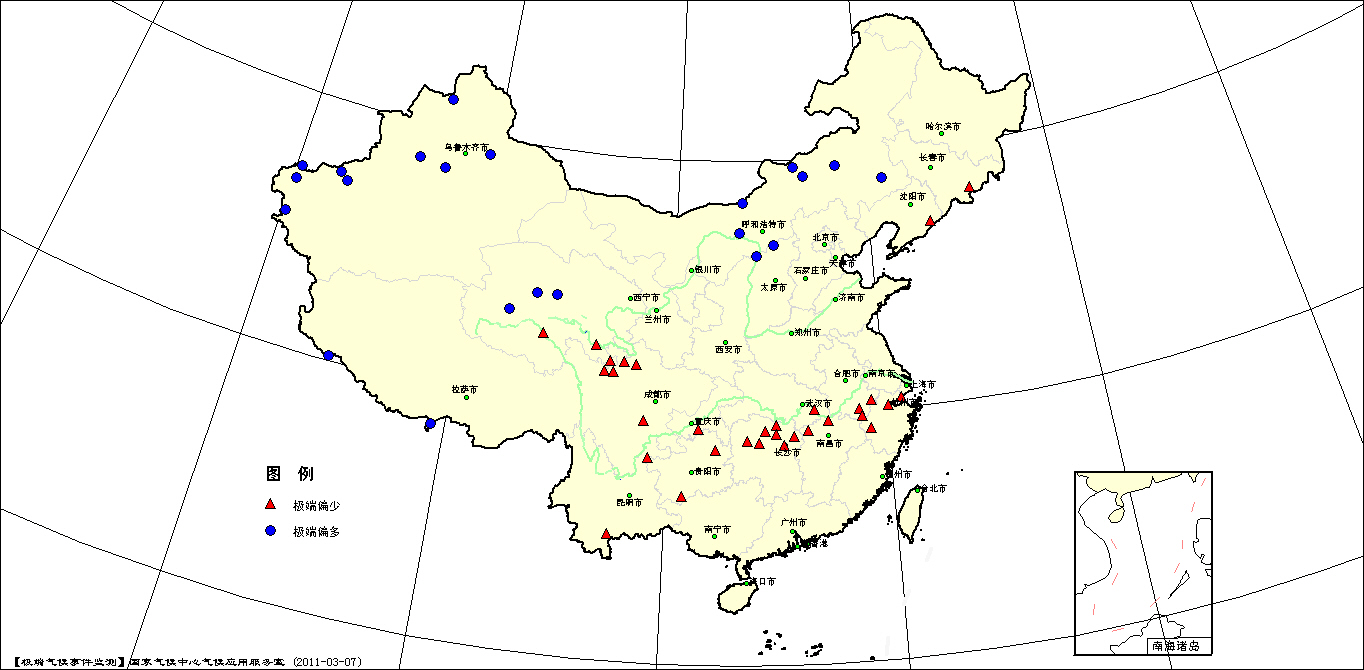 哈尔滨市
乌鲁木齐市
长春市
沈阳市
呼和浩特市
北京市
天津市
银川市
石家庄市
太原市
西宁市
济南市
兰州市
郑州市
西安市
合肥市
南京市
上海市
拉萨市
成都市
武汉市
杭州市
重庆市
南昌市
长沙市
图 例
贵阳市
福州市
台北市
极端偏少
昆明市
广州市
南宁市
极端偏多
香港
海口市
南海诸岛
【极端气候事件监测】国家气候中心气候应用服务室 (2011-03-07)